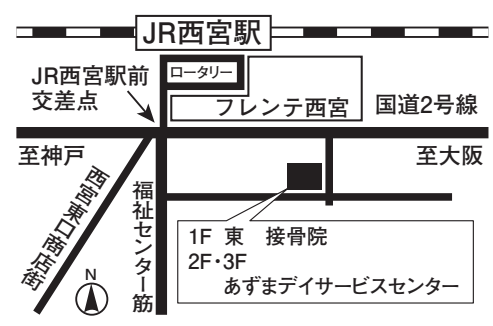 JR西宮駅
ロータリー
JR西宮駅前
交差点
フレンテ西宮
国道2号線
至神戸
至大阪
西宮東口商店街
福祉センター筋
1F 東　接骨院
2F・3F
あずまデイサービスセンター
N